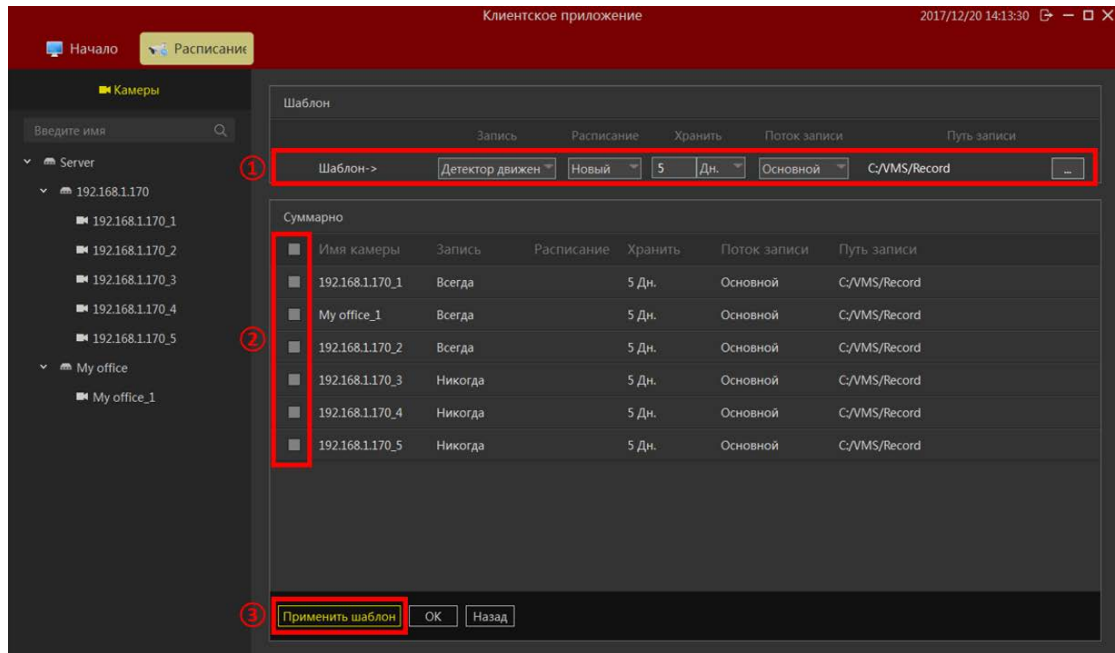 Клиентское приложение 2017/12/20 14:13:30
Начало Расписание
Камеры
Введите имя
Server
192.168.1.170
192.168.1.170_1
192.168.1.170_2
192.168.1.170_3
192.168.1.170_4
192.168.1.170_5
My office
My office_1
Шаблон
Запись Расписание Хранить Поток записи Путь записи
① Шаблон-> Детектор движен Новый 5 Дн. Основной C:/VMS/Record ...
Суммарно
Имя камеры Запись Расписание Хранить Поток записи Путь записи
192.168.1.170_1 Всегда 5 Дн. Основной C:/VMS/Record
My office_1 Всегда 5 Дн. Основной C:/VMS/Record
② 192.168.1.170_2 Всегда 5 Дн. Основной C:/VMS/Record
192.168.1.170_3 Никогда 5 Дн. Основной C:/VMS/Record
192.168.1.170_4 Никогда 5 Дн. Основной C:/VMS/Record
192.168.1.170_5 Никогда 5 Дн. Основной C:/VMS/Record
③ Применить шаблон OK Назад